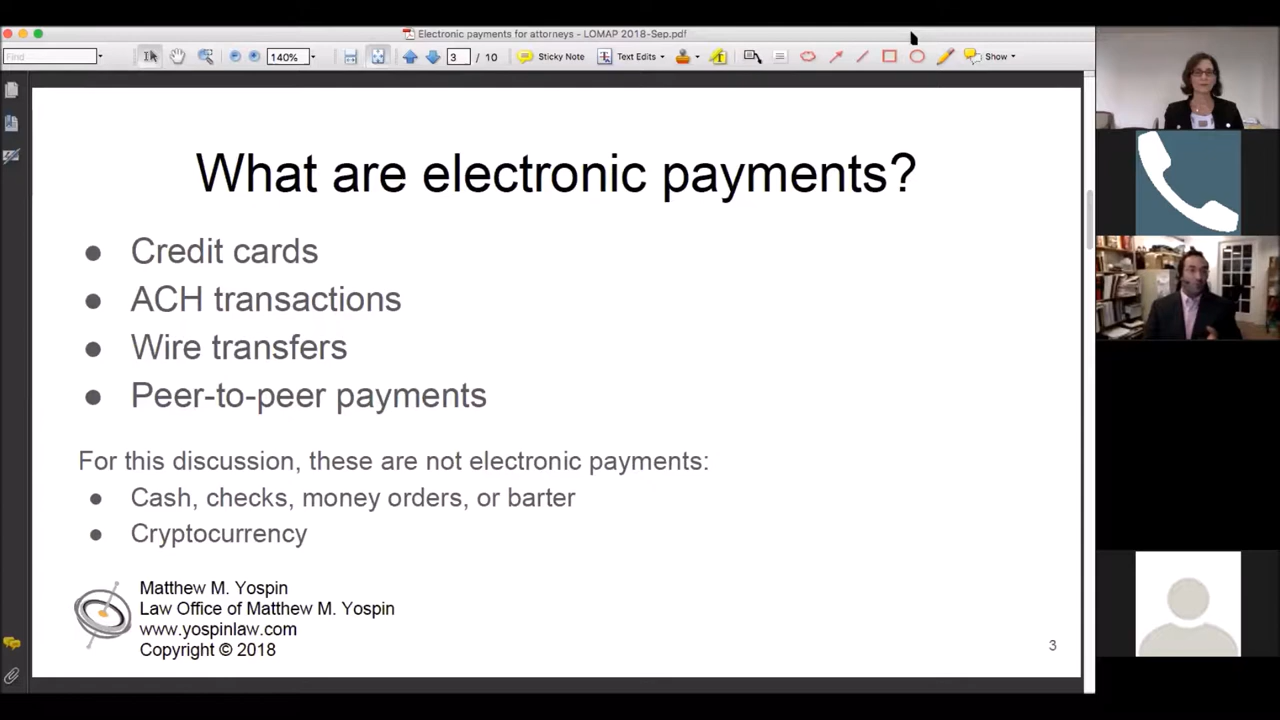 Electronic payments for attorneys - LOMAP 2018-Sep.pdf
Find
140%
3 / 10
Sticky Note
Text Edits
Show
What are electronic payments?
● Credit cards
● ACH transactions
● Wire transfers
● Peer-to-peer payments
For this discussion, these are not electronic payments:
● Cash, checks, money orders, or barter
● Cryptocurrency
Matthew M. Yospin
Law Office of Matthew M. Yospin
www.yospinlaw.com
Copyright © 2018
3